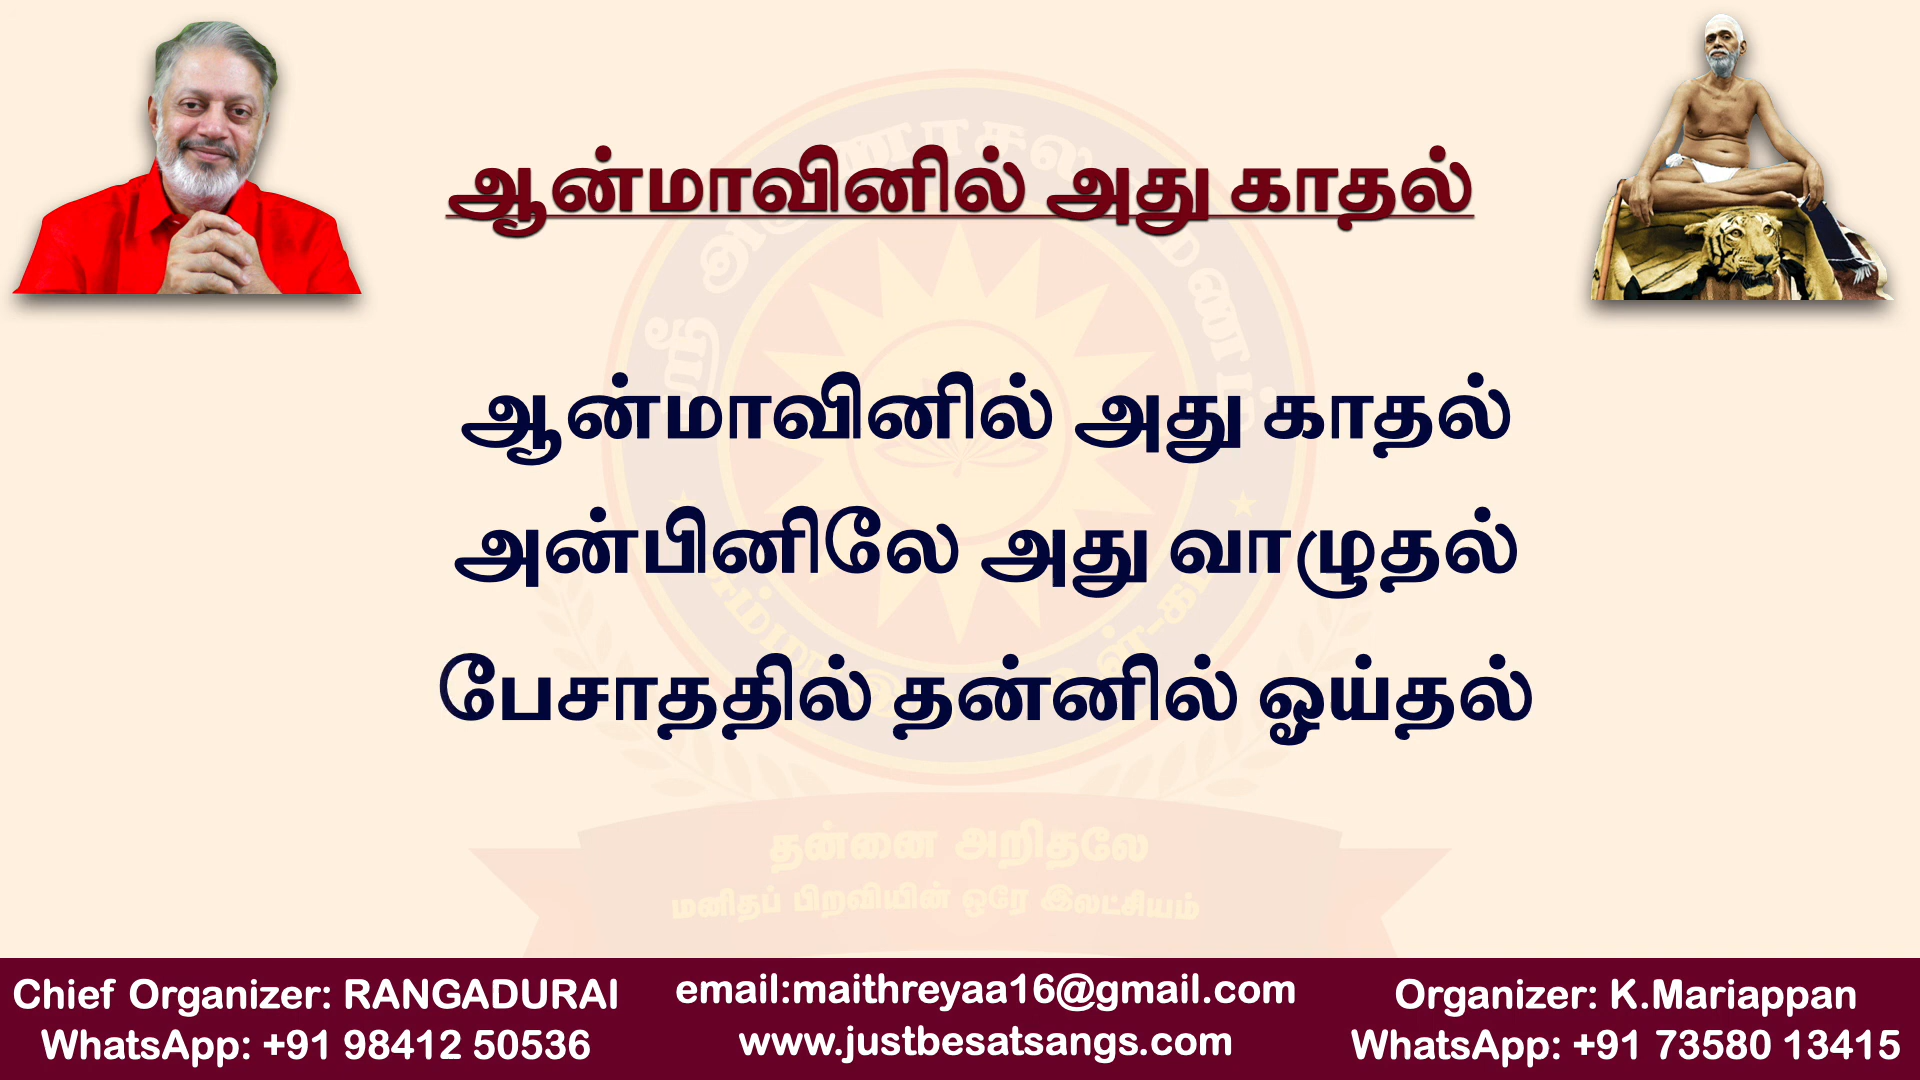 ஆன்மாவினில் அது காதல்
ஆன்மாவினில் அது காதல்
அன்பினிலே அது வாழுதல்
பேசாததில் தன்னில் ஓய்தல்
தன்னை அறிதலே
மனிதப் பிறவியின் ஒரே இலட்சியம்
Chief Organizer: RANGADURAI
WhatsApp: +91 98412 50536
email:maithreyaa16@gmail.com
www.justbesatsangs.com
Organizer: K.Mariappan
WhatsApp: +91 73580 13415